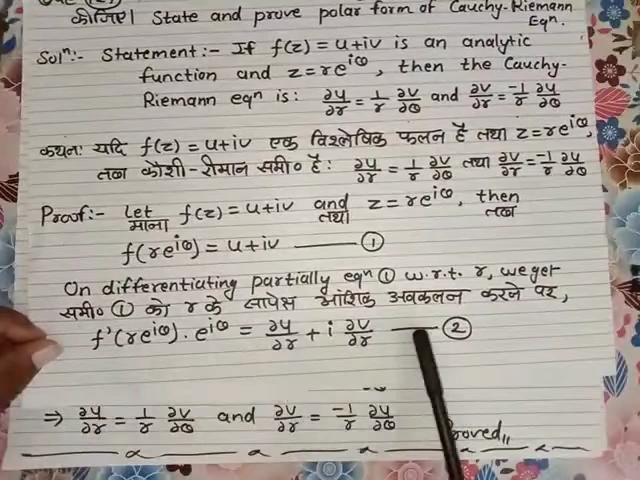 कीजिए। State and prove polar form of Cauchy-Riemann
Eqn.
Soln:- Statement:- If f(z) = u+iv is an analytic
function and z=re^iθ, then the Cauchy-
Riemann eqn is: ∂u/∂r = 1/r ∂v/∂θ and ∂v/∂r = -1/r ∂u/∂θ
कथन: यदि f(z) = u+iv एक विश्लेषिक फलन है तथा z=re^iθ,
तब कौशी-रीमान समी० है: ∂u/∂r = 1/r ∂v/∂θ तथा ∂v/∂r = -1/r ∂u/∂θ
Proof:- Let f(z) = u+iv and z=re^iθ, then
माना तथा तब
f(re^iθ) = u+iv —— ①
On differentiating partially eqn ① w.r.t. r, we get
समी० ① को r के सापेक्ष आंशिक अवकलन करने पर,
f'(re^iθ). e^iθ = ∂u/∂r + i ∂v/∂r —— ②
⇒ ∂u/∂r = 1/r ∂v/∂θ and ∂v/∂r = -1/r ∂u/∂θ